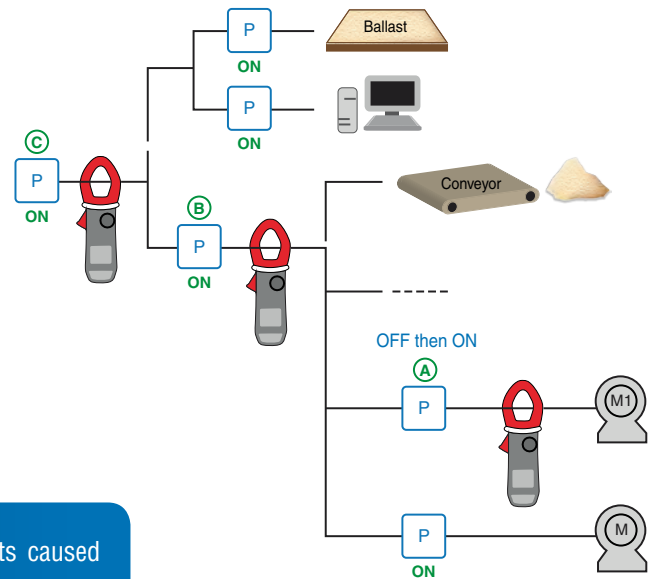 P
Ballast
ON
P
ON
C
P
ON
B
P
ON
Conveyor
OFF then ON
A
P
M1
P
M
ON
ts caused